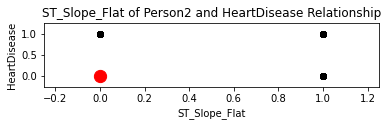 ST_Slope_Flat of Person2 and HeartDisease Relationship
HeartDisease
1.0
0.5
0.0
−0.2 0.0 0.2 0.4 0.6 0.8 1.0 1.2
ST_Slope_Flat